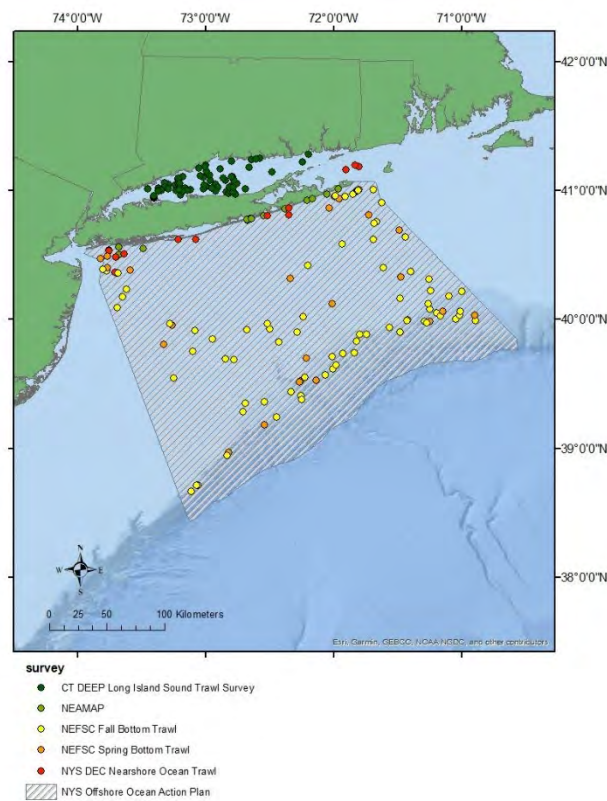 74°0'0"W 73°0'0"W 72°0'0"W 71°0'0"W
42°0'0"N
41°0'0"N
40°0'0"N
39°0'0"N
38°0'0"N
N
W E
S
0 25 50 100 Kilometers
Esri, Garmin, GEBCO, NOAA NGDC, and other contributors
survey
CT DEEP Long Island Sound Trawl Survey
NEAMAP
NEFSC Fall Bottom Trawl
NEFSC Spring Bottom Trawl
NYS DEC Nearshore Ocean Trawl
NYS Offshore Ocean Action Plan